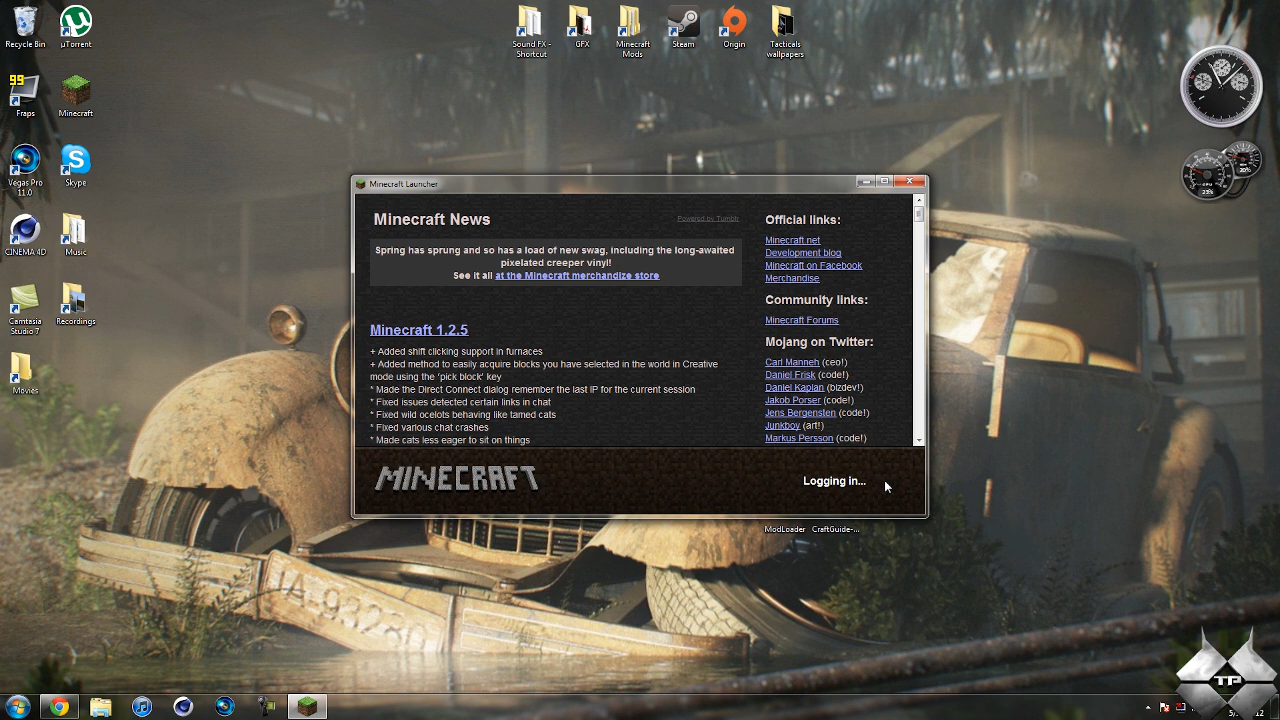 Recycle Bin
µTorrent
Sound FX -
Shortcut
GFX
Minecraft
Mods
Steam
Origin
Tacticals
wallpapers
99
Fraps
Minecraft
Vegas Pro
11.0
Skype
CINEMA 4D
Music
Camtasia
Studio 7
Recordings
Movies
Minecraft Launcher
Minecraft News
Powered by Tumblr
Spring has sprung and so has a load of new swag, including the long-awaited
pixelated creeper vinyl!
See it all at the Minecraft merchandize store
Minecraft 1.2.5
+ Added shift clicking support in furnaces
+ Added method to easily acquire blocks you have selected in the world in Creative
mode using the 'pick block' key
* Made the Direct Connect dialog remember the last IP for the current session
* Fixed issues detected certain links in chat
* Fixed wild ocelots behaving like tamed cats
* Fixed various chat crashes
* Made cats less eager to sit on things
Official links:
Minecraft.net
Development blog
Minecraft on Facebook
Merchandise
Community links:
Minecraft Forums
Mojang on Twitter:
Carl Manneh (ceo!)
Daniel Frisk (code!)
Daniel Kaplan (bizdev!)
Jakob Porser (code!)
Jens Bergensten (code!)
Junkboy (art!)
Markus Persson (code!)
MINECRAFT
Logging in...
ModLoader
CraftGuide-...
IA-93280
CPU
23%
20%
TP